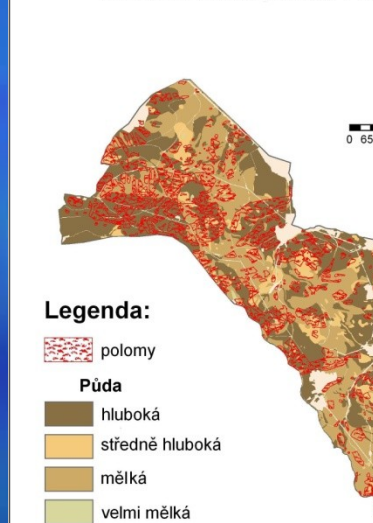 0 65
Legenda:
polomy
Půda
hluboká
středně hluboká
mělká
velmi mělká